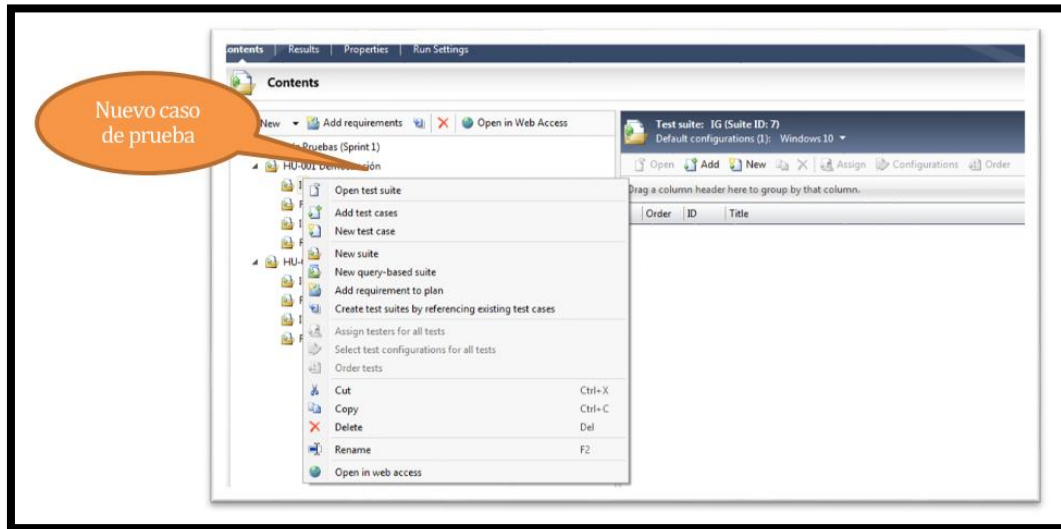 ontents | Results | Properties | Run Settings
Contents
Nuevo caso
de prueba
New Add requirements Open in Web Access
Pruebas (Sprint 1)
HU-001 Demostración
I
F
I
F
HU-
I
F
I
F
Open test suite
Add test cases
New test case
New suite
New query-based suite
Add requirement to plan
Create test suites by referencing existing test cases
Assign testers for all tests
Select test configurations for all tests
Order tests
Cut Ctrl+X
Copy Ctrl+C
Delete Del
Rename F2
Open in web access
Test suite: IG (Suite ID: 7)
Default configurations (1): Windows 10
Open Add New Assign Configurations Order
Drag a column header here to group by that column.
Order ID Title